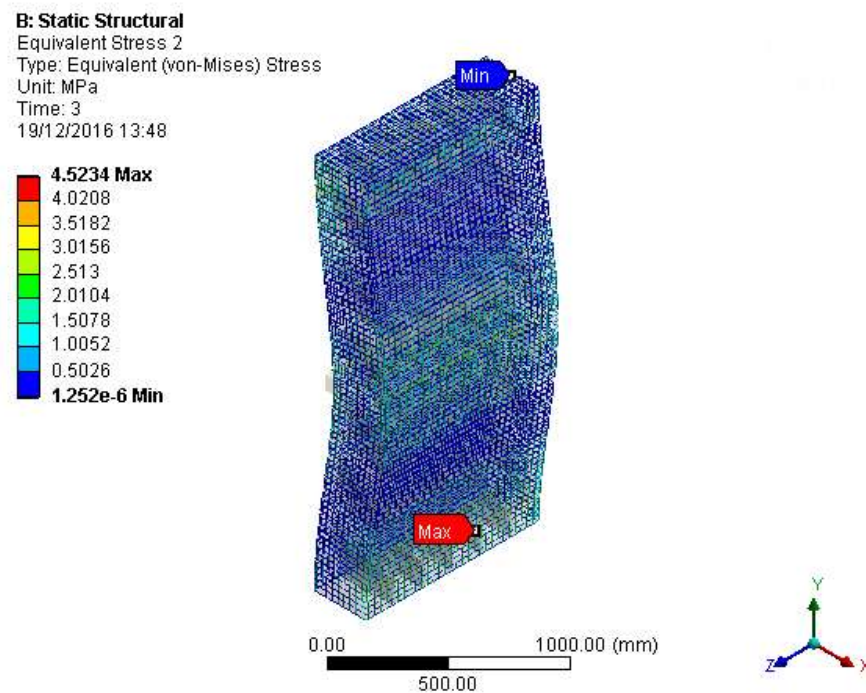 B: Static Structural
Equivalent Stress 2
Type: Equivalent (von-Mises) Stress
Unit: MPa
Time: 3
19/12/2016 13:48
4.5234 Max
4.0208
3.5182
3.0156
2.513
2.0104
1.5078
1.0052
0.5026
1.252e-6 Min
Min
Max
0.00 1000.00 (mm)
500.00
Y
Z X